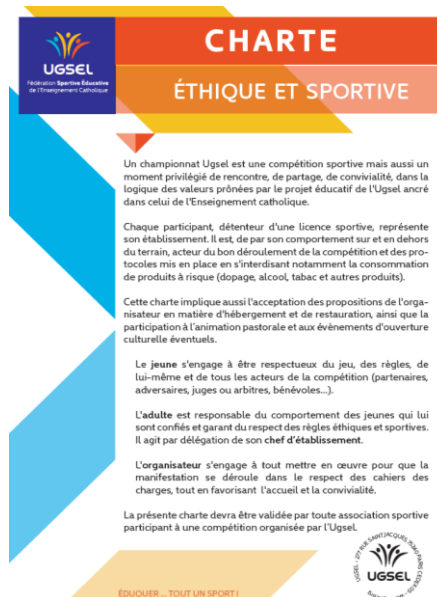 CHARTE
UGSEL
Fédération Sportive Éducative
de l'Enseignement Catholique
ÉTHIQUE ET SPORTIVE
Un championnat Ugsel est une compétition sportive mais aussi un
moment privilégié de rencontre, de partage, de convivialité, dans la
logique des valeurs prônées par le projet éducatif de l'Ugsel ancré
dans celui de l'Enseignement catholique.
Chaque participant, détenteur d'une licence sportive, représente
son établissement. Il est, de par son comportement sur et en dehors
du terrain, acteur du bon déroulement de la compétition et des pro-
tocoles mis en place en s'interdisant notamment la consommation
de produits à risque (dopage, alcool, tabac et autres produits).
Cette charte implique aussi l'acceptation des propositions de l'orga-
nisateur en matière d'hébergement et de restauration, ainsi que la
participation à l'animation pastorale et aux évènements d'ouverture
culturelle éventuels.
Le jeune s'engage à être respectueux du jeu, des règles, de
lui-même et de tous les acteurs de la compétition (partenaires,
adversaires, juges ou arbitres, bénévoles...).
L'adulte est responsable du comportement des jeunes qui lui
sont confiés et garant du respect des règles éthiques et sportives.
Il agit par délégation de son chef d'établissement.
L'organisateur s'engage à tout mettre en œuvre pour que la
manifestation se déroule dans le respect des cahiers des
charges, tout en favorisant l'accueil et la convivialité.
La présente charte devra être validée par toute association sportive
participant à une compétition organisée par l'Ugsel.
UGSEL - 277 RUE SAINT JACQUES
UGSEL
ÉDUQUER ... TOUT UN SPORT !